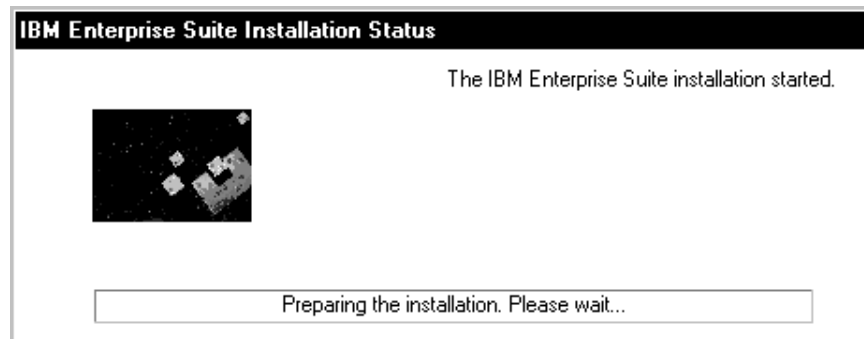 IBM Enterprise Suite Installation Status
The IBM Enterprise Suite installation started.
Preparing the installation. Please wait...